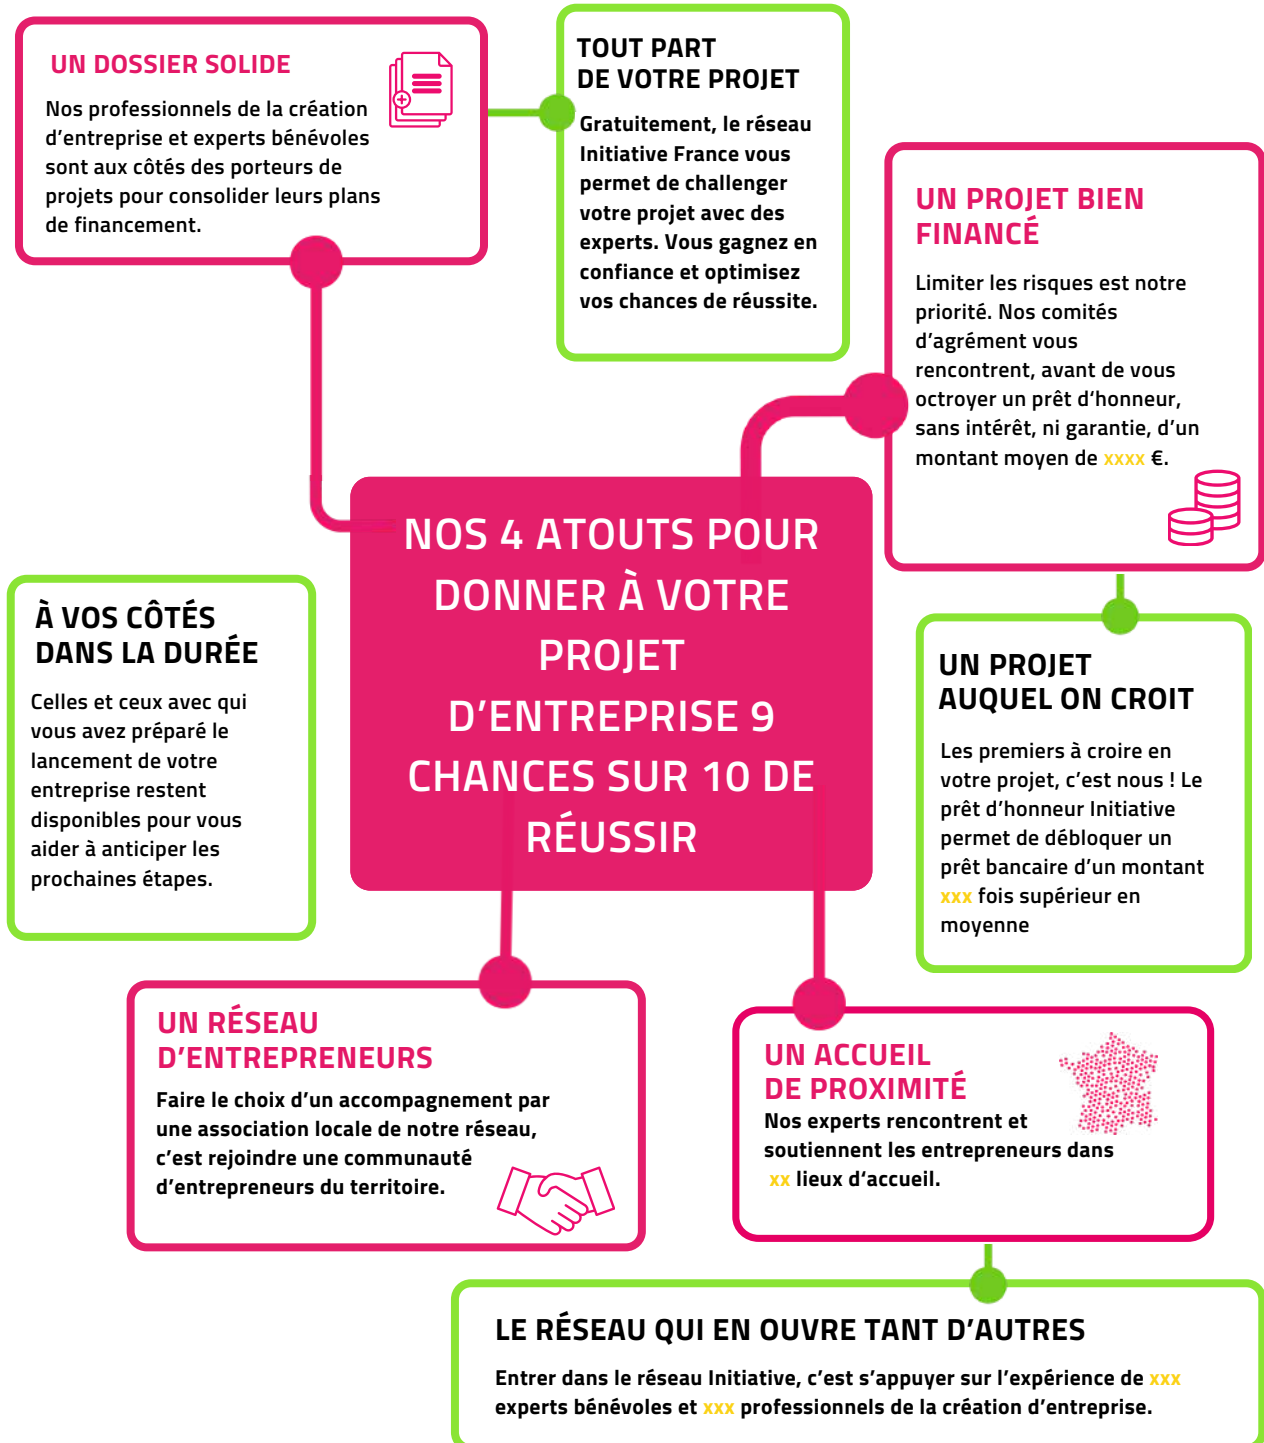 UN DOSSIER SOLIDE
Nos professionnels de la création
d’entreprise et experts bénévoles
sont aux côtés des porteurs de
projets pour consolider leurs plans
de financement.
TOUT PART
DE VOTRE PROJET
Gratuitement, le réseau
Initiative France vous
permet de challenger
votre projet avec des
experts. Vous gagnez en
confiance et optimisez
vos chances de réussite.
UN PROJET BIEN
FINANCÉ
Limiter les risques est notre
priorité. Nos comités
d’agrément vous
rencontrent, avant de vous
octroyer un prêt d’honneur,
sans intérêt, ni garantie, d’un
montant moyen de xxxx €.
NOS 4 ATOUTS POUR
DONNER À VOTRE
PROJET
D’ENTREPRISE 9
CHANCES SUR 10 DE
RÉUSSIR
À VOS CÔTÉS
DANS LA DURÉE
Celles et ceux avec qui
vous avez préparé le
lancement de votre
entreprise restent
disponibles pour vous
aider à anticiper les
prochaines étapes.
UN PROJET
AUQUEL ON CROIT
Les premiers à croire en
votre projet, c’est nous ! Le
prêt d’honneur Initiative
permet de débloquer un
prêt bancaire d’un montant
xxx fois supérieur en
moyenne
UN RÉSEAU
D’ENTREPRENEURS
Faire le choix d’un accompagnement par
une association locale de notre réseau,
c’est rejoindre une communauté
d’entrepreneurs du territoire.
UN ACCUEIL
DE PROXIMITÉ
Nos experts rencontrent et
soutiennent les entrepreneurs dans
xx lieux d’accueil.
LE RÉSEAU QUI EN OUVRE TANT D’AUTRES
Entrer dans le réseau Initiative, c’est s’appuyer sur l’expérience de xxx
experts bénévoles et xxx professionnels de la création d’entreprise.